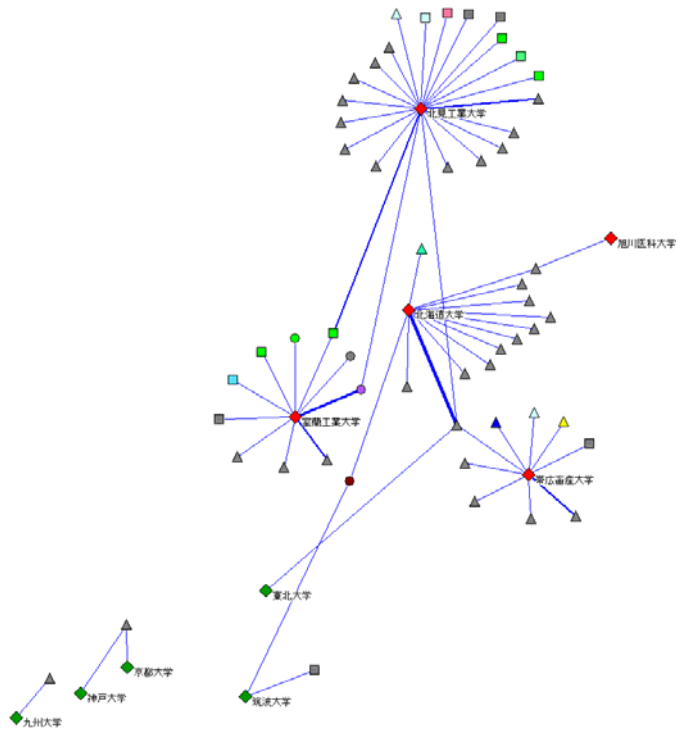 北見工業大学
旭川医科大学
北海道大学
室蘭工業大学
帯広畜産大学
東北大学
京都大学
神戸大学
筑波大学
九州大学